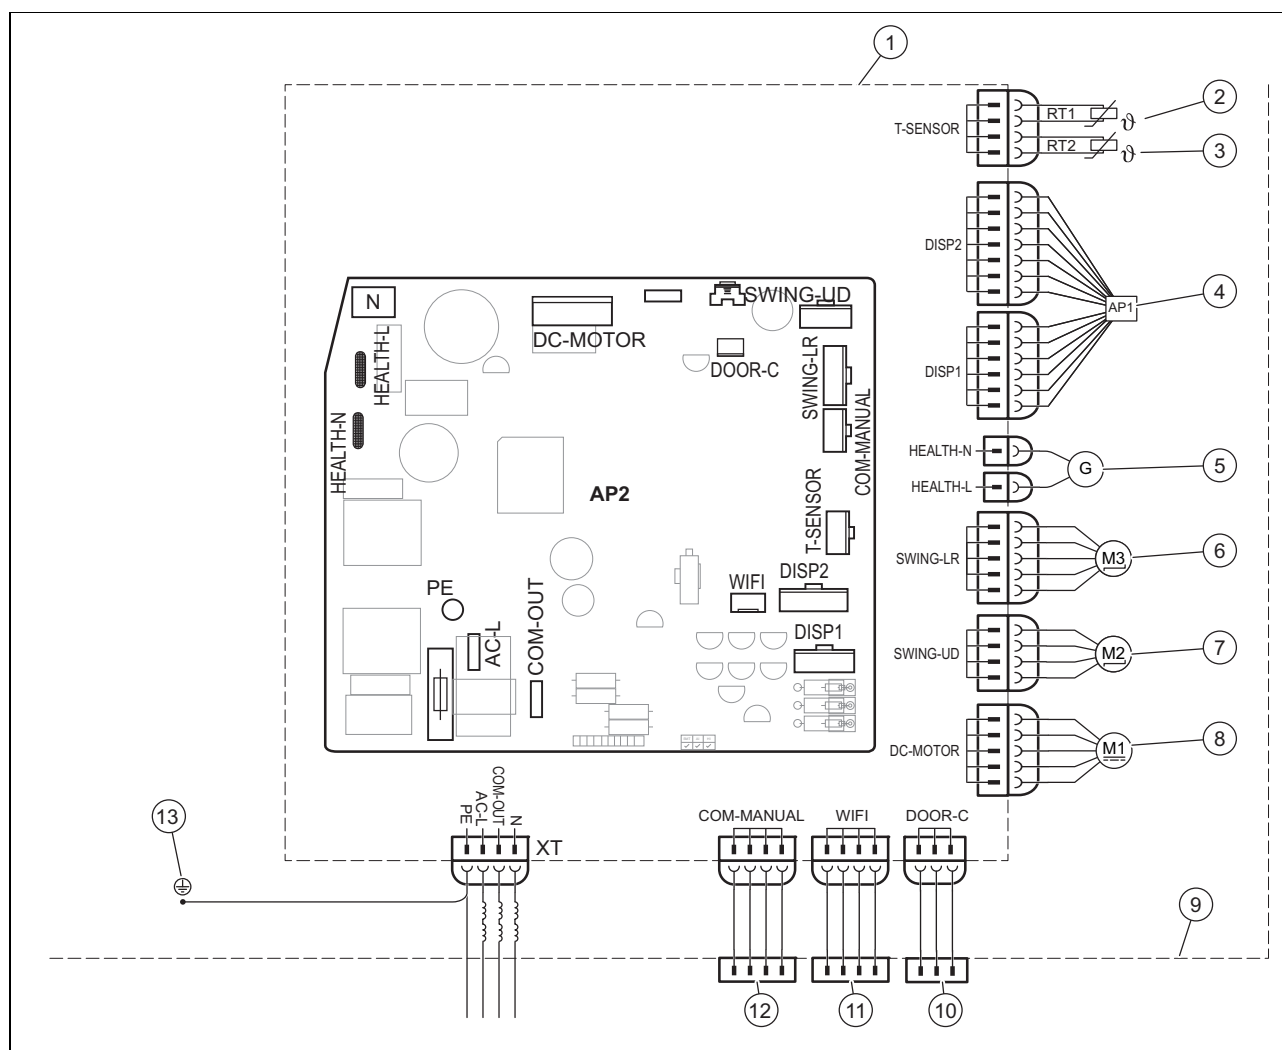 1
2
T-SENSOR
RT1
ϑ
RT2
ϑ
3
DISP2
4
AP1
DISP1
HEALTH-N
G
5
HEALTH-L
SWING-LR
M3
6
SWING-UD
M2
7
DC-MOTOR
M1
8
N
SWING-UD
DC-MOTOR
HEALTH-L
DOOR-C
SWING-LR
COM-MANUAL
HEALTH-N
AP2
T-SENSOR
PE
WIFI
DISP2
AC-L
COM-OUT
DISP1
13
PE
AC-L
COM-OUT
N
XT
COM-MANUAL
WIFI
DOOR-C
9
12
11
10